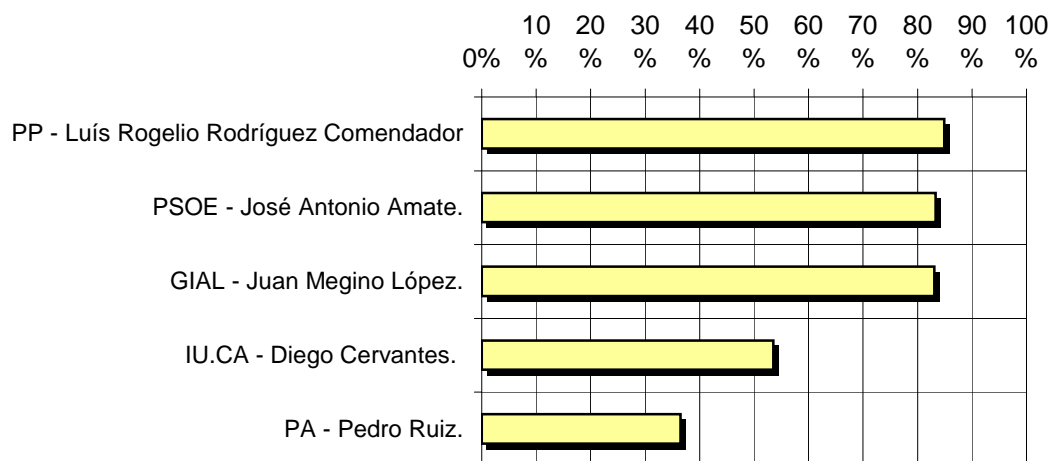 10 20 30 40 50 60 70 80 90 100
0% % % % % % % % % % %
PP - Luís Rogelio Rodríguez Comendador
PSOE - José Antonio Amate.
GIAL - Juan Megino López.
IU.CA - Diego Cervantes.
PA - Pedro Ruiz.